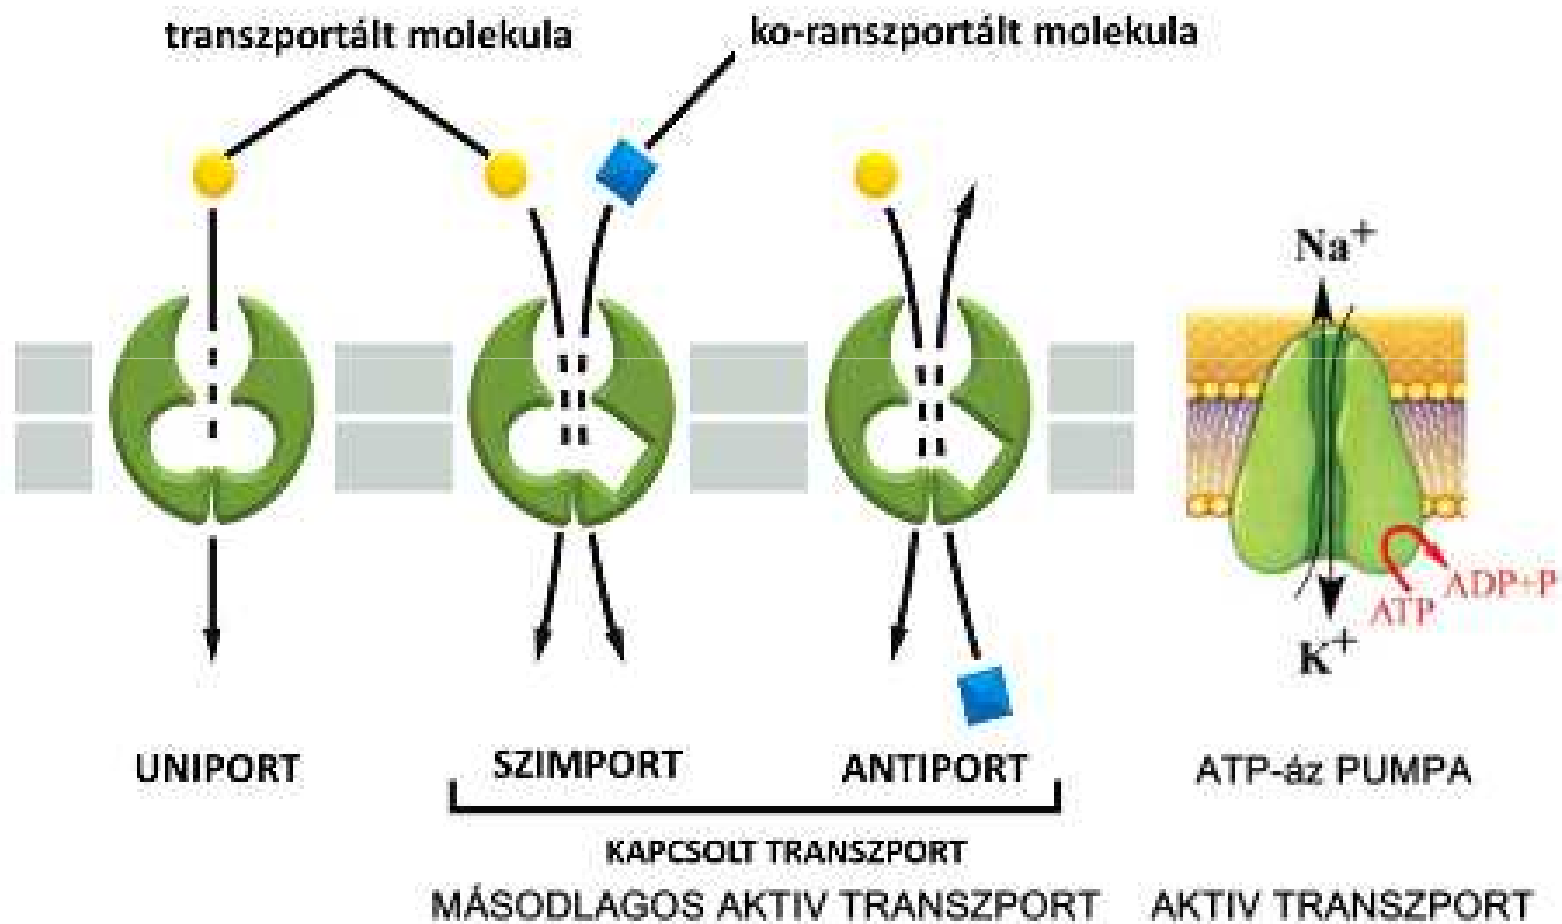 transzportált molekula
ko-ranszportált molekula
Na+
ADP+P
ATP
K+
UNIPORT
SZIMPORT
ANTIPORT
ATP-áz PUMPA
KAPCSOLT TRANSZPORT
MÁSODLAGOS AKTIV TRANSZPORT
AKTIV TRANSZPORT